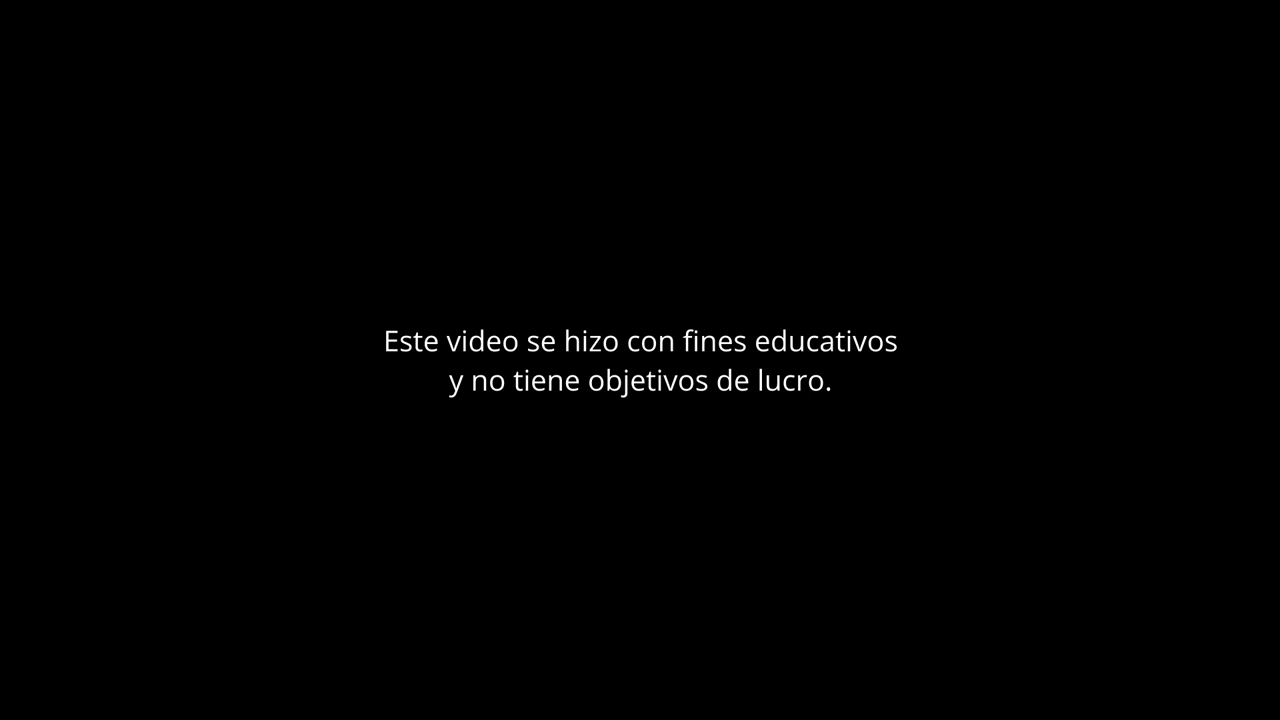 Este video se hizo con fines educativos
y no tiene objetivos de lucro.